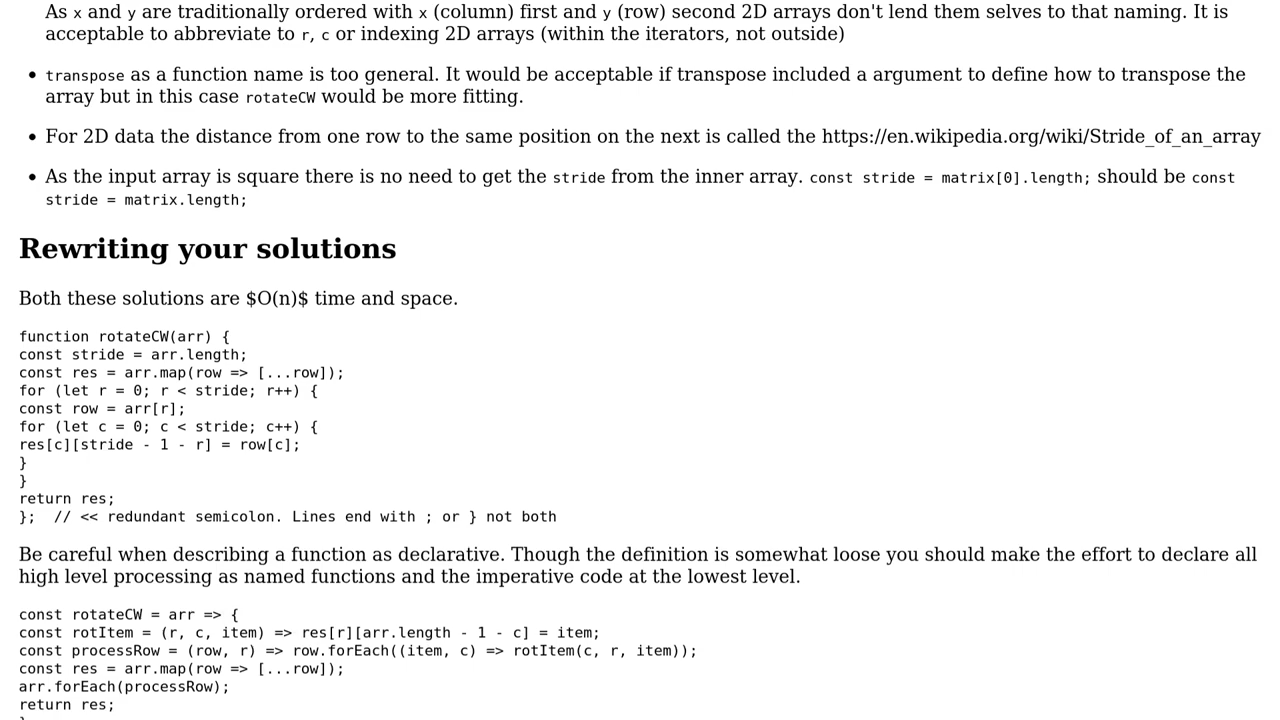 As x and y are traditionally ordered with x (column) first and y (row) second 2D arrays don't lend them selves to that naming. It is
acceptable to abbreviate to r, c or indexing 2D arrays (within the iterators, not outside)
• transpose as a function name is too general. It would be acceptable if transpose included a argument to define how to transpose the
array but in this case rotateCW would be more fitting.
• For 2D data the distance from one row to the same position on the next is called the https://en.wikipedia.org/wiki/Stride_of_an_array
• As the input array is square there is no need to get the stride from the inner array. const stride = matrix[0].length; should be const
stride = matrix.length;
Rewriting your solutions
Both these solutions are $O(n)$ time and space.
function rotateCW(arr) {
const stride = arr.length;
const res = arr.map(row => [...row]);
for (let r = 0; r < stride; r++) {
const row = arr[r];
for (let c = 0; c < stride; c++) {
res[c][stride - 1 - r] = row[c];
}
}
return res;
};  // << redundant semicolon. Lines end with ; or } not both
Be careful when describing a function as declarative. Though the definition is somewhat loose you should make the effort to declare all
high level processing as named functions and the imperative code at the lowest level.
const rotateCW = arr => {
const rotItem = (r, c, item) => res[r][arr.length - 1 - c] = item;
const processRow = (row, r) => row.forEach((item, c) => rotItem(c, r, item));
const res = arr.map(row => [...row]);
arr.forEach(processRow);
return res;